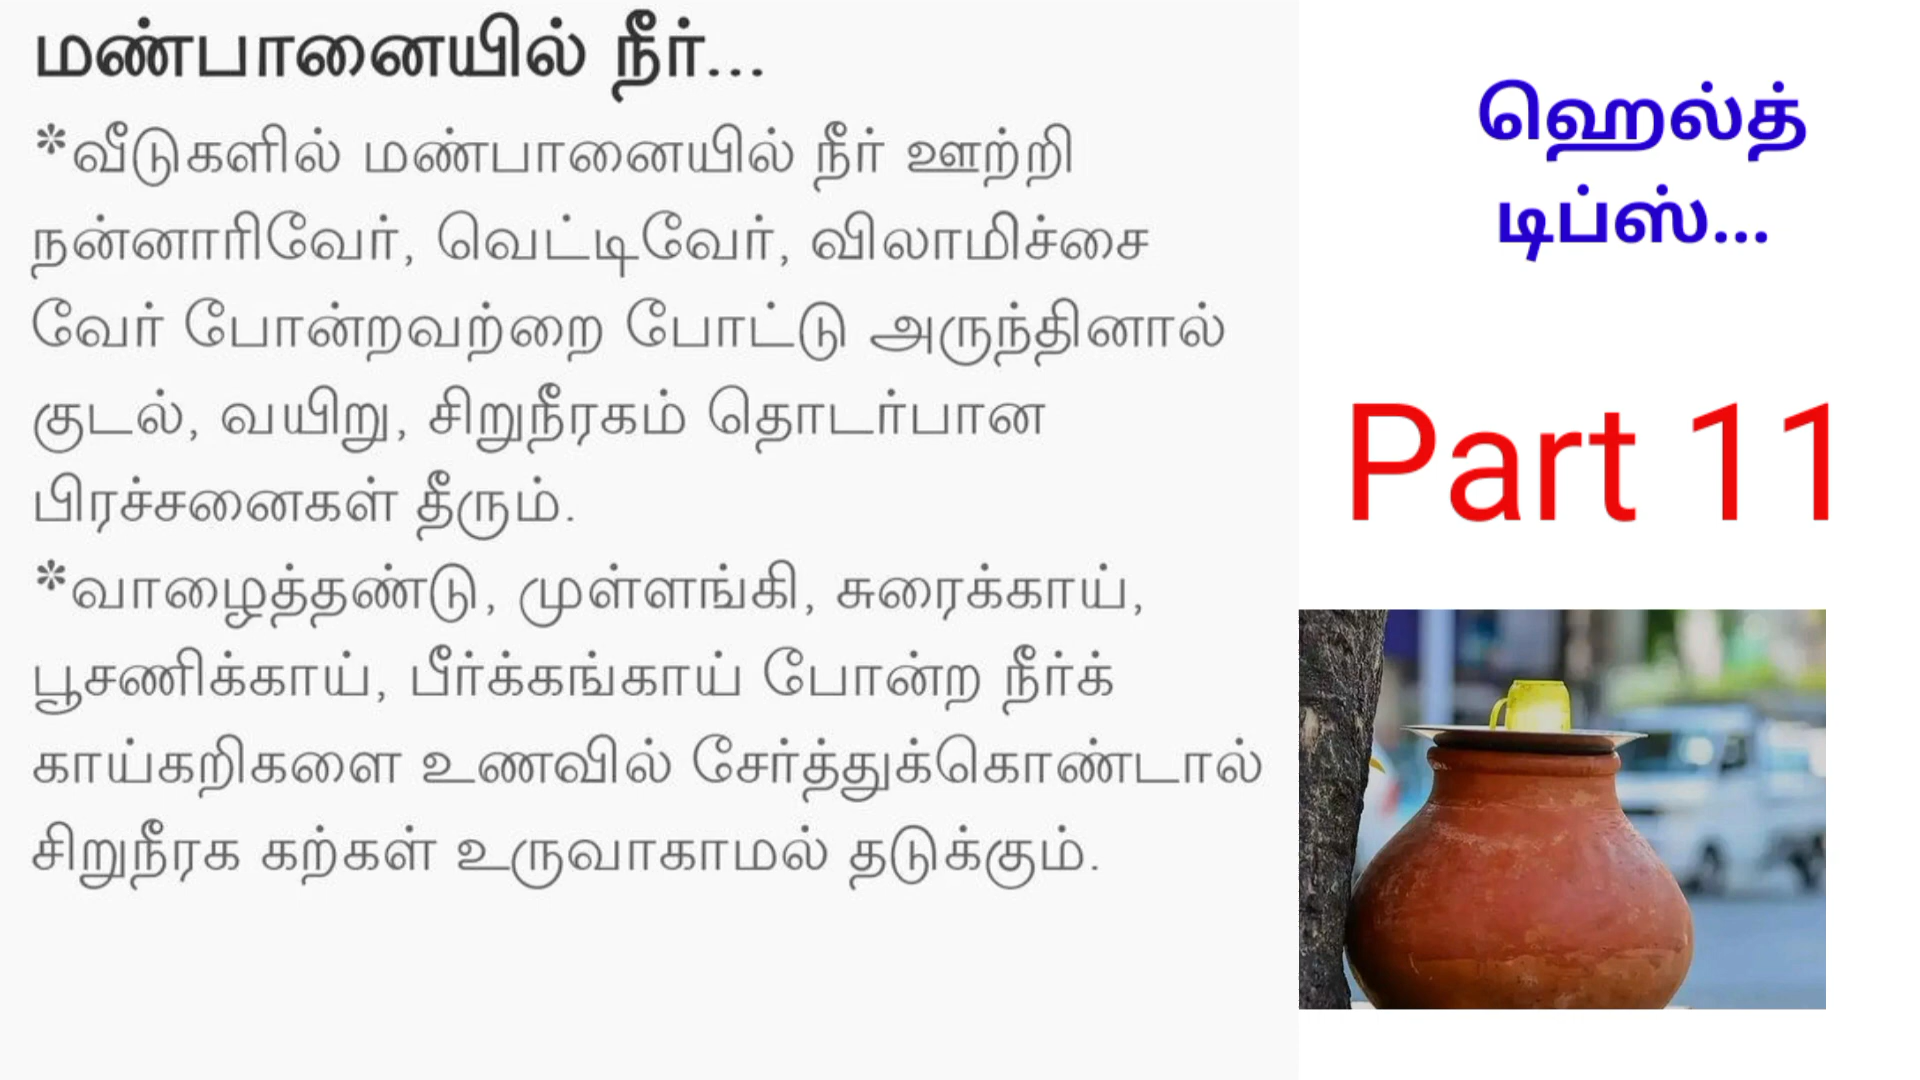 மண்பானையில் நீர்...
*வீடுகளில் மண்பானையில் நீர் ஊற்றி
நன்னாரிவேர், வெட்டிவேர், விலாமிச்சை
வேர் போன்றவற்றை போட்டு அருந்தினால்
குடல், வயிறு, சிறுநீரகம் தொடர்பான
பிரச்சனைகள் தீரும்.
*வாழைத்தண்டு, முள்ளங்கி, சுரைக்காய்,
பூசணிக்காய், பீர்க்கங்காய் போன்ற நீர்க்
காய்கறிகளை உணவில் சேர்த்துக்கொண்டால்
சிறுநீரக கற்கள் உருவாகாமல் தடுக்கும்.
ஹெல்த்
டிப்ஸ்...
Part 11